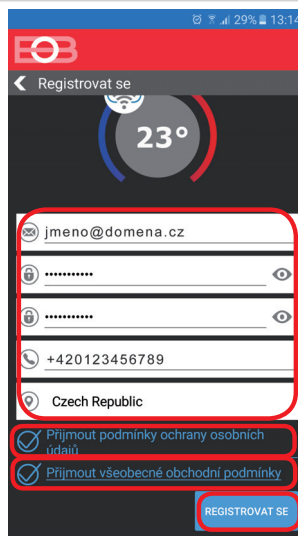 29% 13:14
EOB
Registrovat se
23°
jmeno@domena.cz
•••••••••••
•••••••••••
+420123456789
Czech Republic
Přijmout podmínky ochrany osobních
údajů
Přijmout všeobecné obchodní podmínky
REGISTROVAT SE